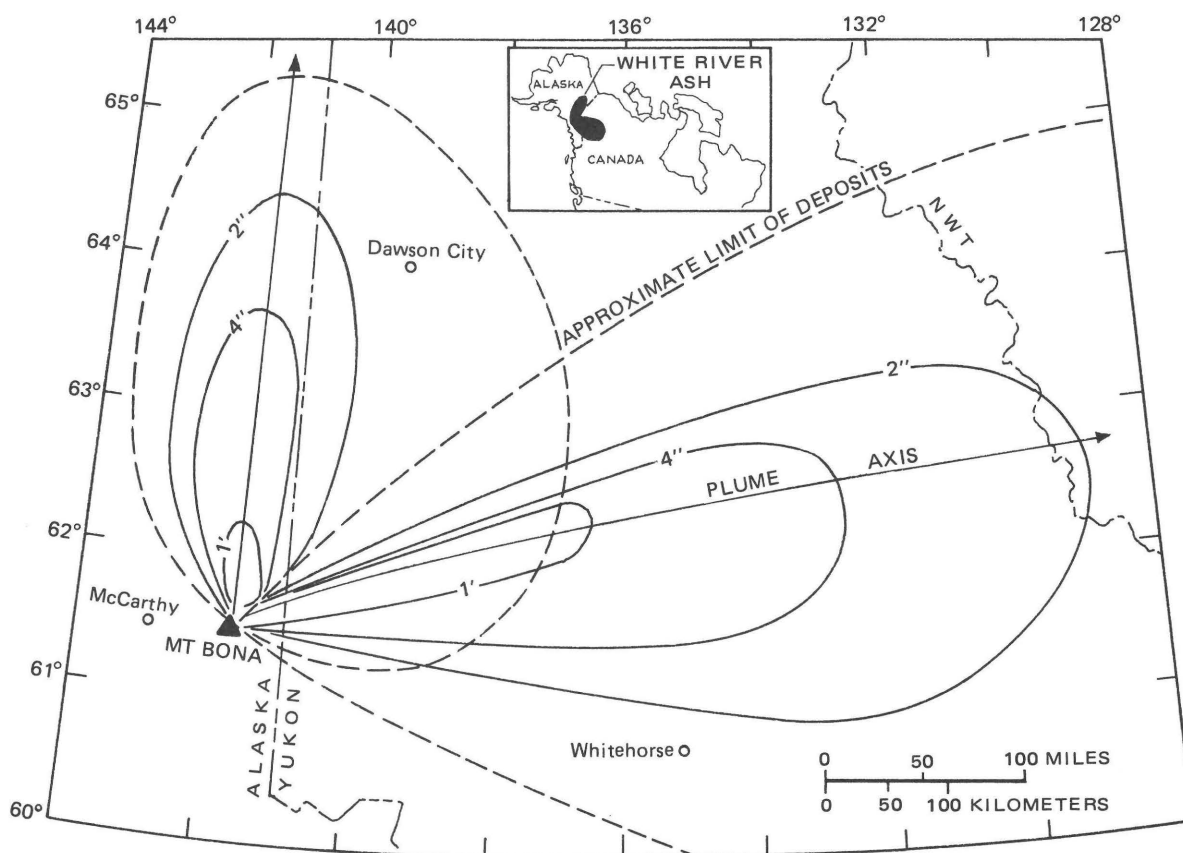 144°
140°
136°
132°
128°
65°
64°
63°
62°
61°
60°
WHITE RIVER
ASH
ALASKA
CANADA
2"
4"
1'
Dawson City
APPROXIMATE LIMIT OF DEPOSITS
NWT
2"
4"
PLUME AXIS
1'
McCarthy
MT BONA
ALASKA
YUKON
Whitehorse
0 50 100 MILES
0 50 100 KILOMETERS